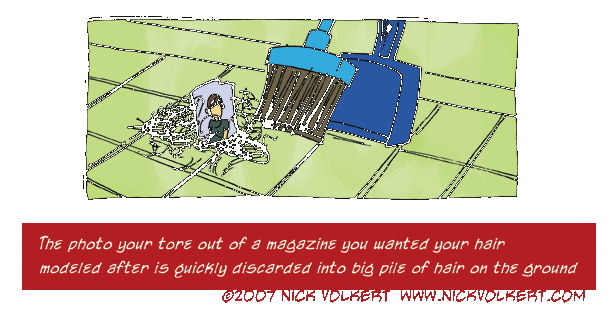 The photo your tore out of a magazine you wanted your hair
modeled after is quickly discarded into big pile of hair on the ground
©2007 NICK VOLKERT WWW.NICKVOLKERT.COM